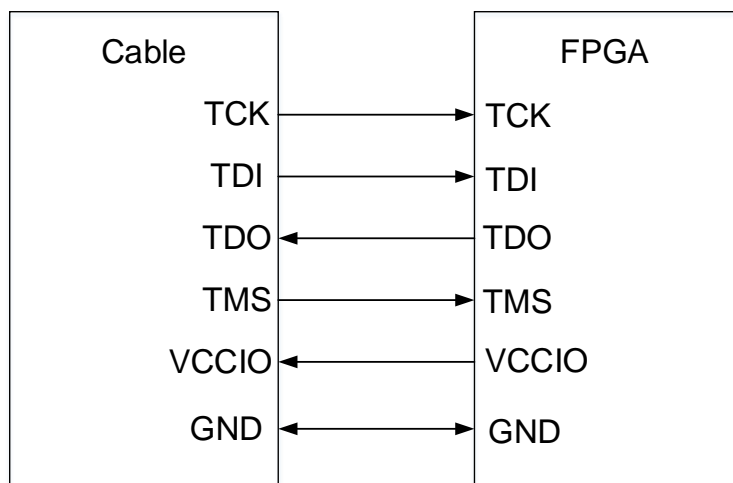 Cable FPGA
TCK TCK
TDI TDI
TDO TDO
TMS TMS
VCCIO VCCIO
GND GND